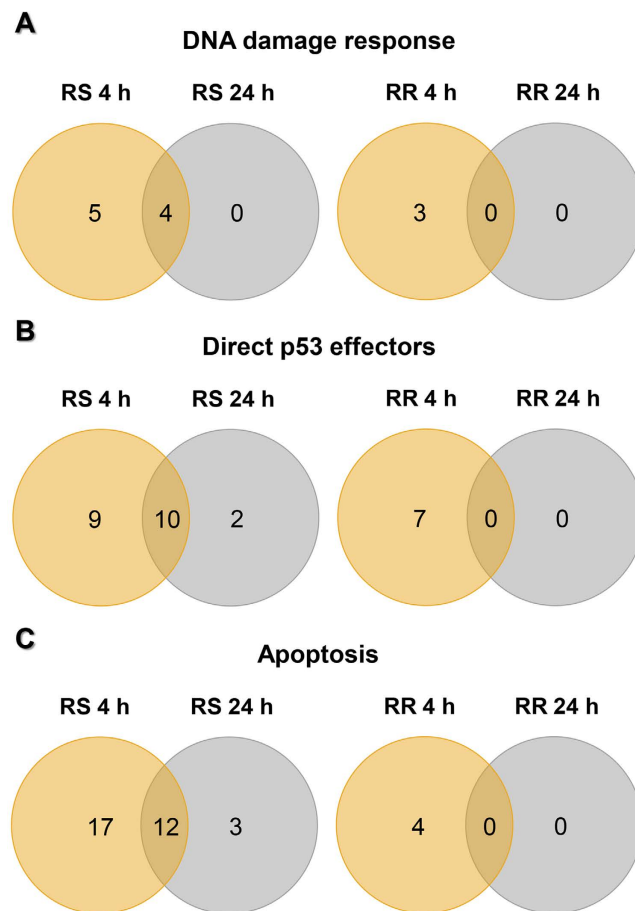 A
DNA damage response
RS 4 h RS 24 h RR 4 h RR 24 h
5 4 0 3 0 0
B
Direct p53 effectors
RS 4 h RS 24 h RR 4 h RR 24 h
9 10 2 7 0 0
C
Apoptosis
RS 4 h RS 24 h RR 4 h RR 24 h
17 12 3 4 0 0